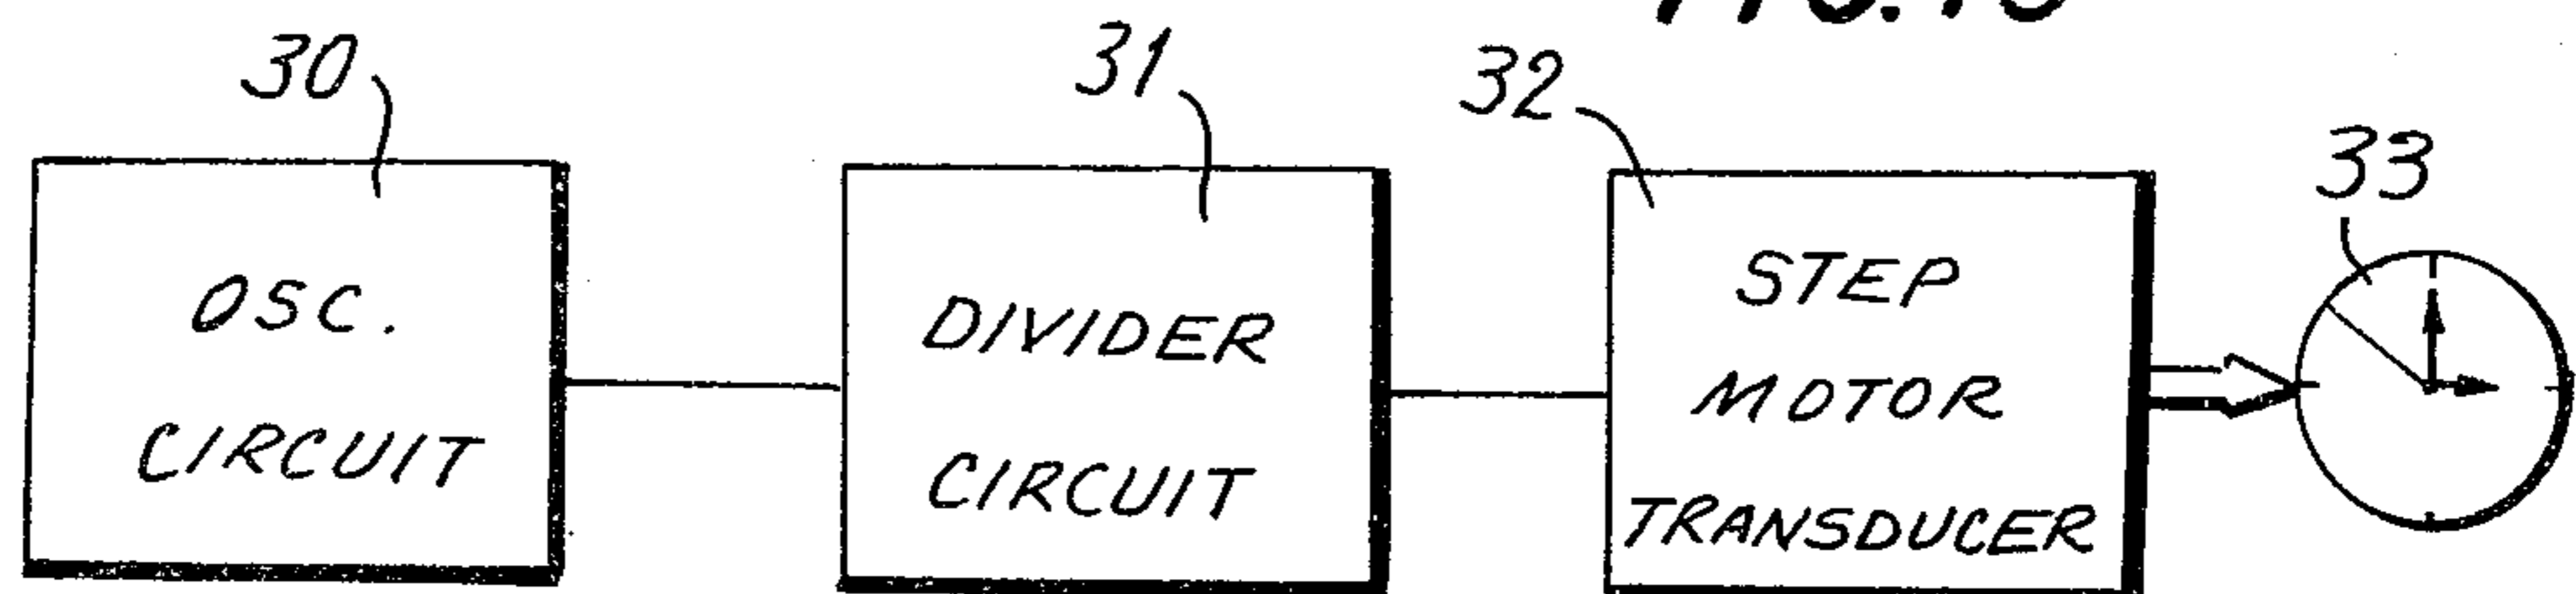 30
31
32
33
OSC.
CIRCUIT
DIVIDER
CIRCUIT
STEP
MOTOR
TRANSDUCER